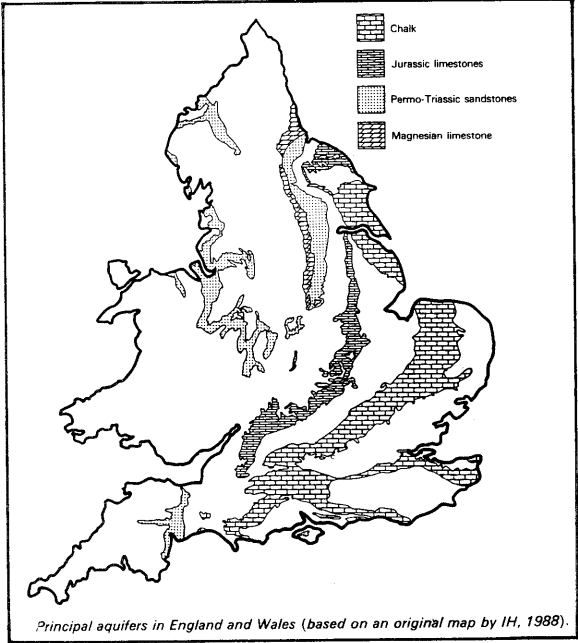 Chalk
Jurassic limestones
Permo-Triassic sandstones
Magnesian limestone
Principal aquifers in England and Wales (based on an original map by IH, 1988).